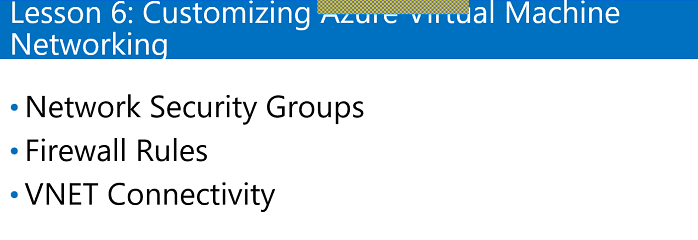 Lesson 6: Customizing Azure Virtual Machine
Networking
• Network Security Groups
• Firewall Rules
• VNET Connectivity